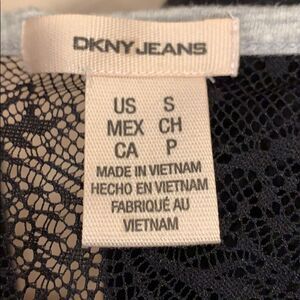 DKNY JEANS
US S
MEX CH
CA P
MADE IN VIETNAM
HECHO EN VIETNAM
FABRIQUÉ AU
VIETNAM